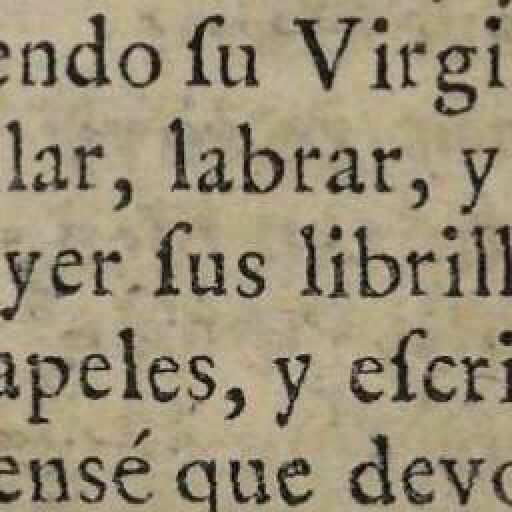 endo ſu Virgi
lar, labrar, y
yer ſus librill
apeles, y eſcri
ensé que devo